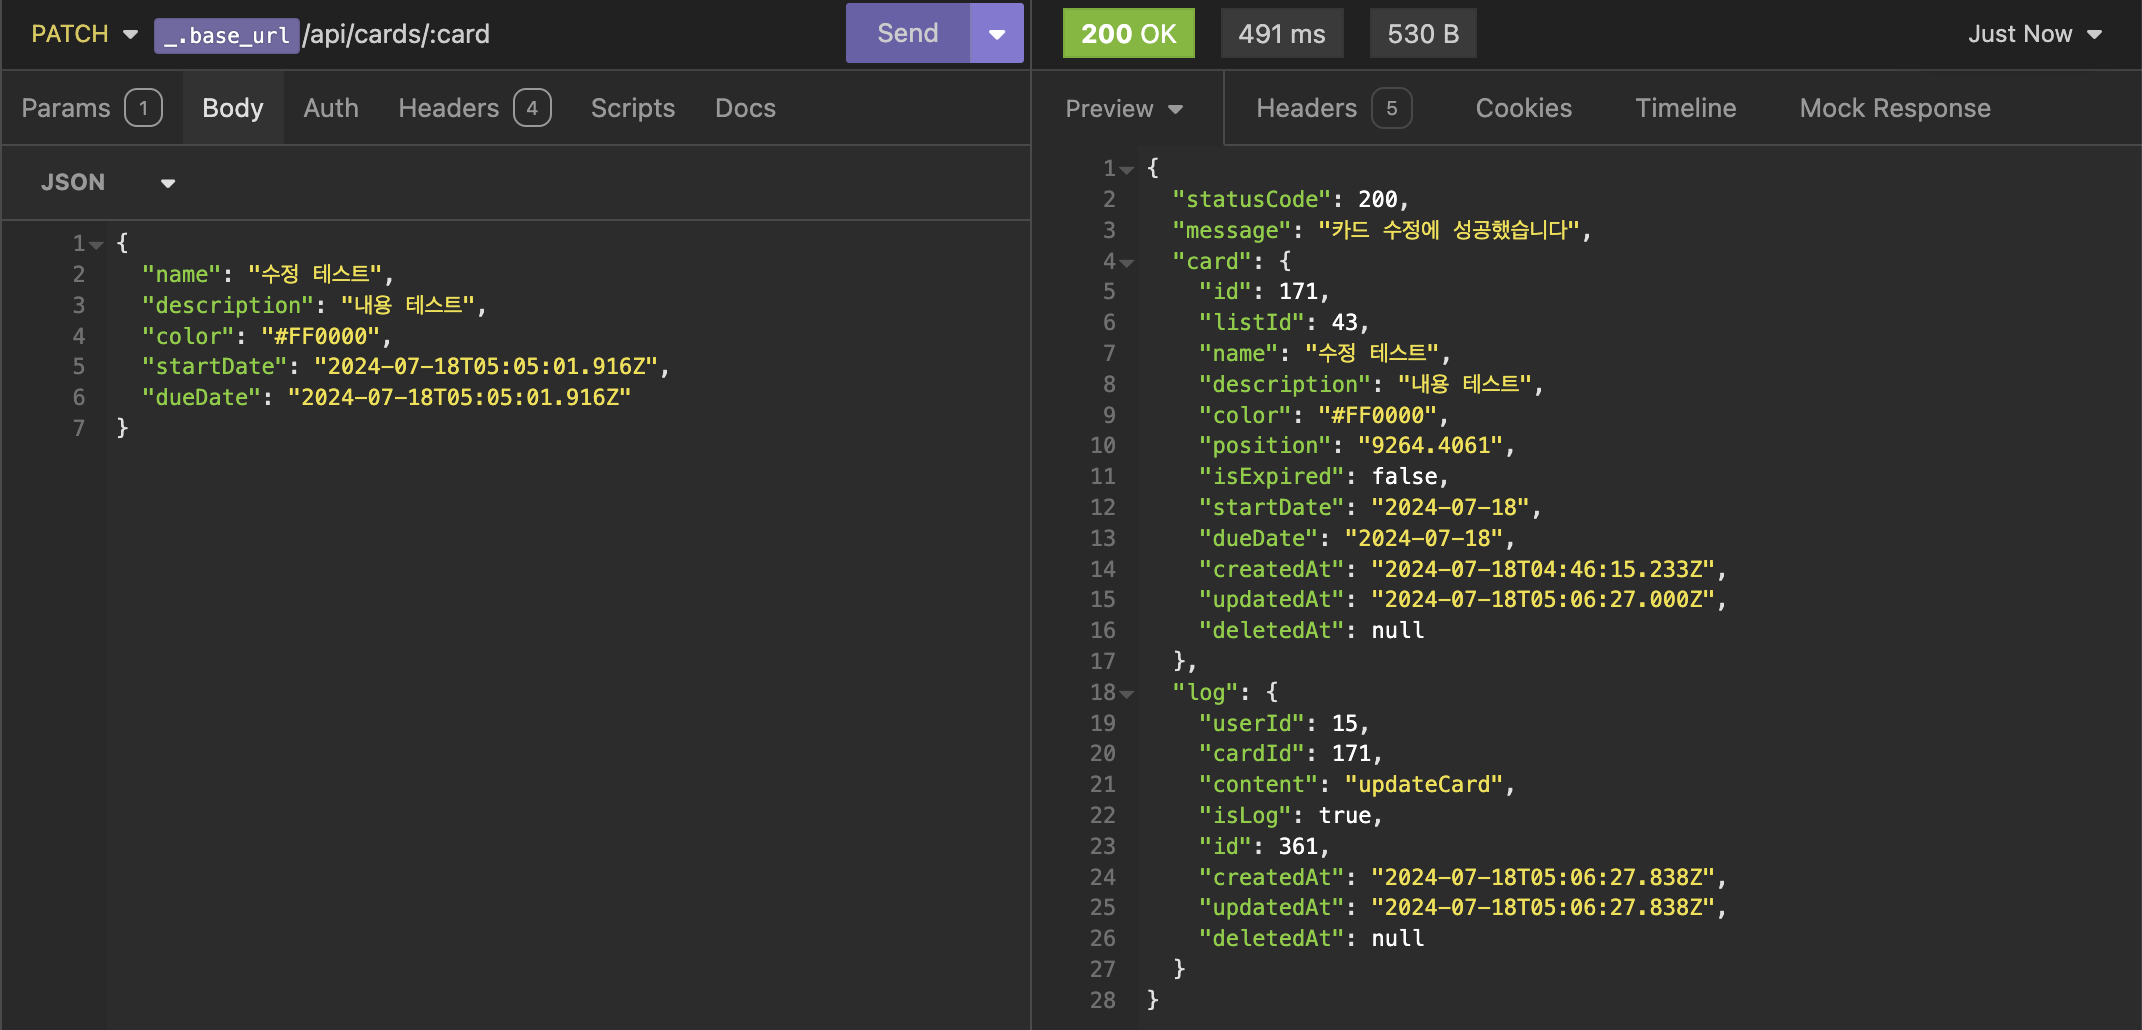 PATCH _.base_url /api/cards/:card Send
Params 1 Body Auth Headers 4 Scripts Docs
JSON
1 {
2 "name": "수정 테스트",
3 "description": "내용 테스트",
4 "color": "#FF0000",
5 "startDate": "2024-07-18T05:05:01.916Z",
6 "dueDate": "2024-07-18T05:05:01.916Z"
7 }
200 OK 491 ms 530 B Just Now
Preview Headers 5 Cookies Timeline Mock Response
1 {
2 "statusCode": 200,
3 "message": "카드 수정에 성공했습니다",
4 "card": {
5 "id": 171,
6 "listId": 43,
7 "name": "수정 테스트",
8 "description": "내용 테스트",
9 "color": "#FF0000",
10 "position": "9264.4061",
11 "isExpired": false,
12 "startDate": "2024-07-18",
13 "dueDate": "2024-07-18",
14 "createdAt": "2024-07-18T04:46:15.233Z",
15 "updatedAt": "2024-07-18T05:06:27.000Z",
16 "deletedAt": null
17 },
18 "log": {
19 "userId": 15,
20 "cardId": 171,
21 "content": "updateCard",
22 "isLog": true,
23 "id": 361,
24 "createdAt": "2024-07-18T05:06:27.838Z",
25 "updatedAt": "2024-07-18T05:06:27.838Z",
26 "deletedAt": null
27 }
28 }